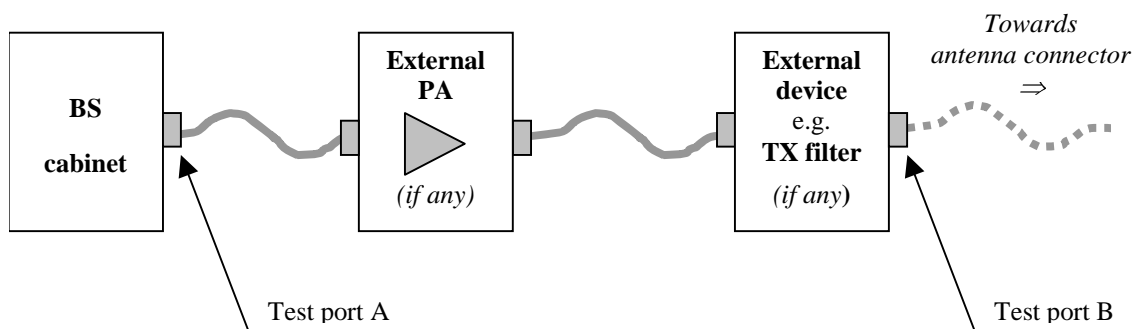 BS
cabinet
External
PA
(if any)
External
device
e.g.
TX filter
(if any)
Towards
antenna connector
⇒
Test port A
Test port B